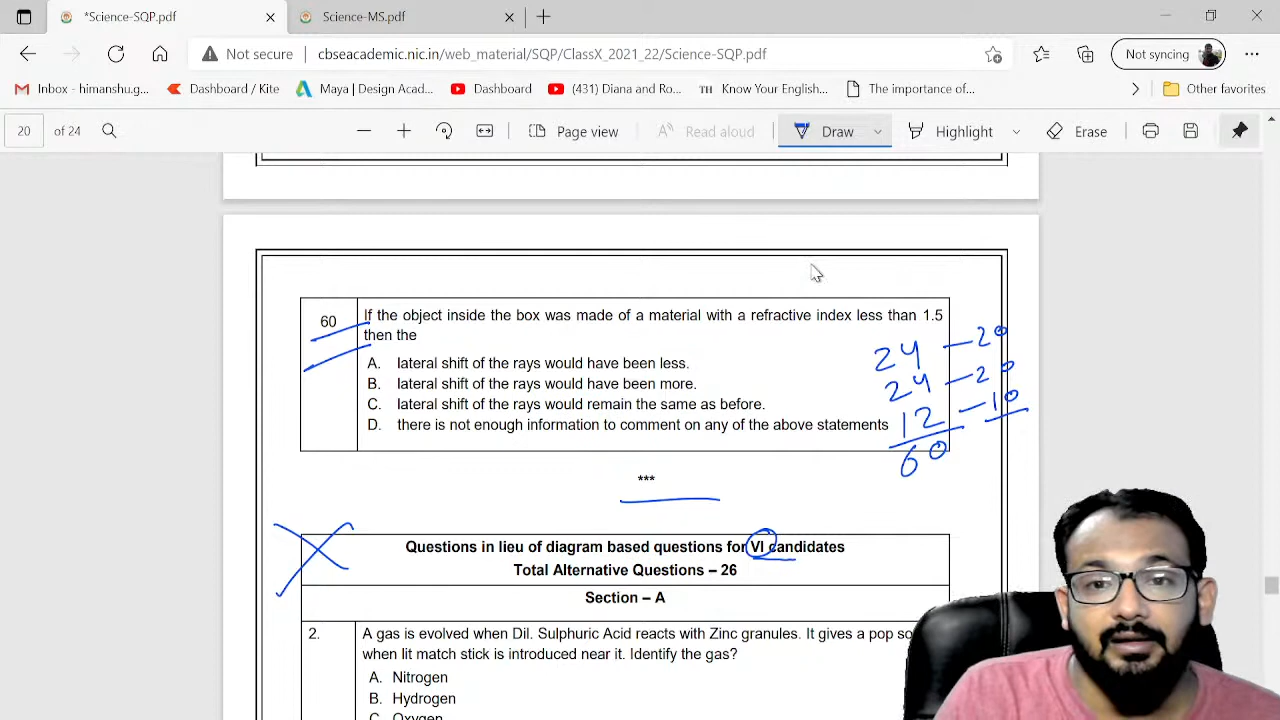 *Science-SQP.pdf
Science-MS.pdf
Not secure
cbseacademic.nic.in/web_material/SQP/ClassX_2021_22/Science-SQP.pdf
Not syncing
Inbox - himanshu.g...
Dashboard / Kite
Maya | Design Acad...
Dashboard
(431) Diana and Ro...
TH Know Your English...
The importance of...
Other favorites
20 of 24
Page view
Read aloud
Draw
Highlight
Erase
60
If the object inside the box was made of a material with a refractive index less than 1.5
then the
A. lateral shift of the rays would have been less.
B. lateral shift of the rays would have been more.
C. lateral shift of the rays would remain the same as before.
D. there is not enough information to comment on any of the above statements
24 – 20
24 – 20
12 – 10
60
***
Questions in lieu of diagram based questions for VI candidates
Total Alternative Questions – 26
Section – A
2. A gas is evolved when Dil. Sulphuric Acid reacts with Zinc granules. It gives a pop so
when lit match stick is introduced near it. Identify the gas?
A. Nitrogen
B. Hydrogen
C. Oxygen